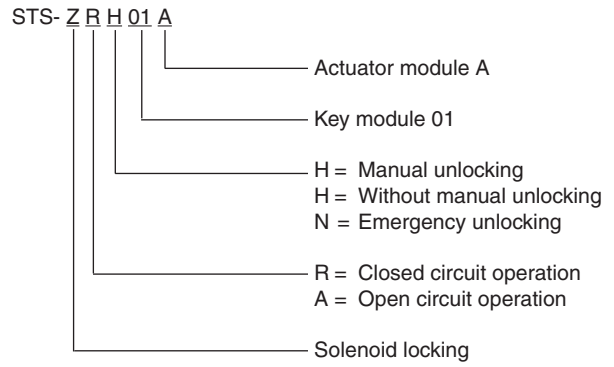 STS- Z R H 01 A
Actuator module A
Key module 01
H = Manual unlocking
H = Without manual unlocking
N = Emergency unlocking
R = Closed circuit operation
A = Open circuit operation
Solenoid locking